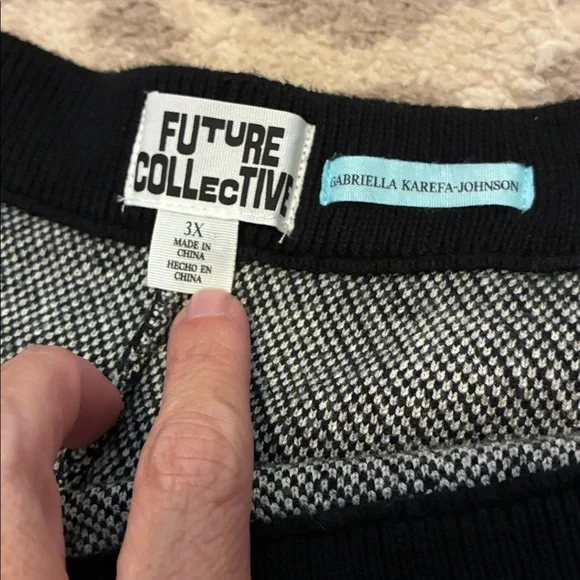 FUTURE
COLLECTIVE
GABRIELLA KAREFA-JOHNSON
3X
MADE IN
CHINA
HECHO EN
CHINA